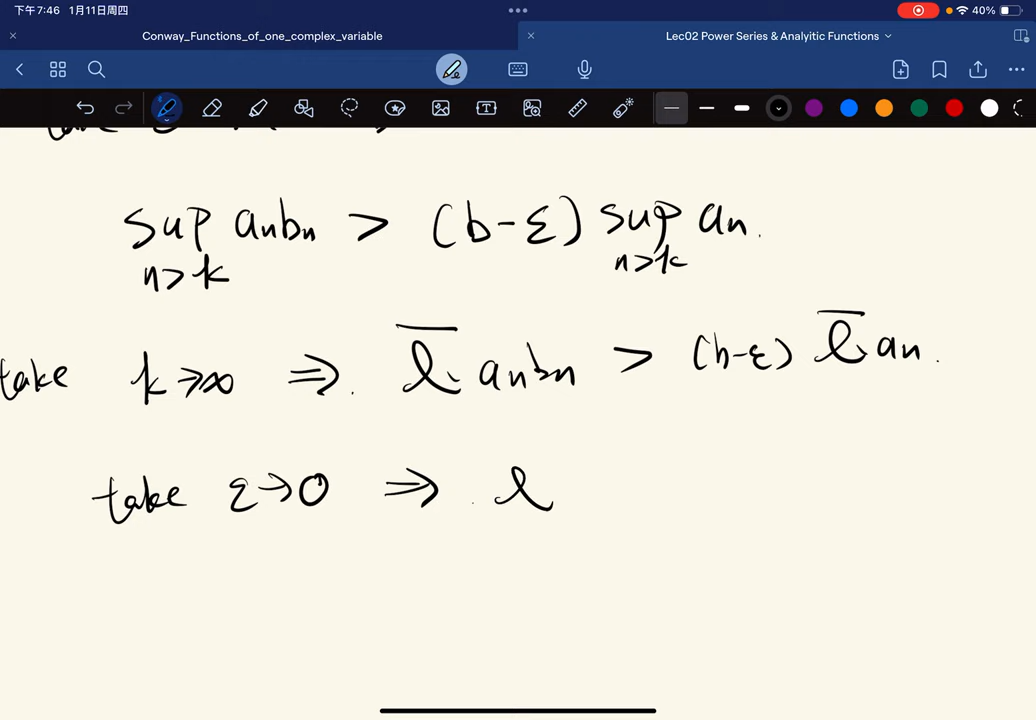 下午7:46 1月11日周四
40%
Conway_Functions_of_one_complex_variable
Lec02 Power Series & Analyitic Functions
sup anbn > (b-ε) sup an.
n>k n>k
take k→∞ ⇒. l̅ anbn > (b-ε) l̅ an.
take ε→0 ⇒. l